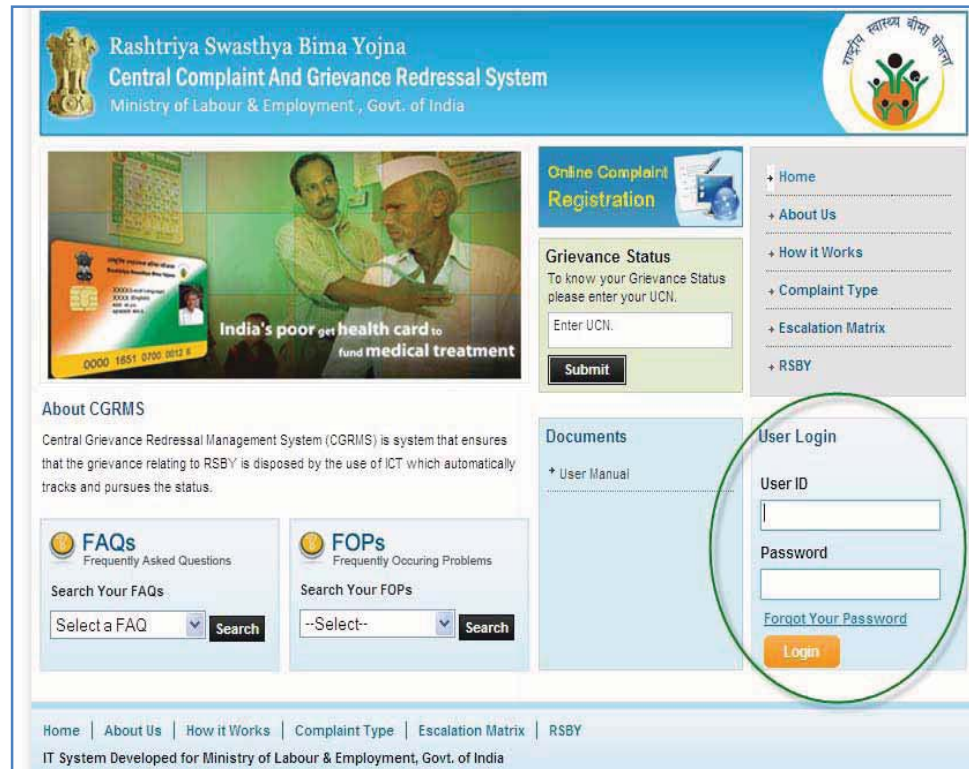 Rashtriya Swasthya Bima Yojna
Central Complaint And Grievance Redressal System
Ministry of Labour & Employment , Govt. of India
राष्ट्रीय स्वास्थ्य बीमा योजना
India's poor get health card to
fund medical treatment
0000 1651 0700 0012 6
Online Complaint
Registration
Grievance Status
To know your Grievance Status
please enter your UCN.
Enter UCN.
Submit
Home
About Us
How it Works
Complaint Type
Escalation Matrix
RSBY
About CGRMS
Central Grievance Redressal Management System (CGRMS) is system that ensures
that the grievance relating to RSBY is disposed by the use of ICT which automatically
tracks and pursues the status.
FAQs
Frequently Asked Questions
Search Your FAQs
Select a FAQ
Search
FOPs
Frequently Occuring Problems
Search Your FOPs
--Select--
Search
Documents
User Manual
User Login
User ID
Password
Forgot Your Password
Login
Home | About Us | How it Works | Complaint Type | Escalation Matrix | RSBY
IT System Developed for Ministry of Labour & Employment, Govt. of India